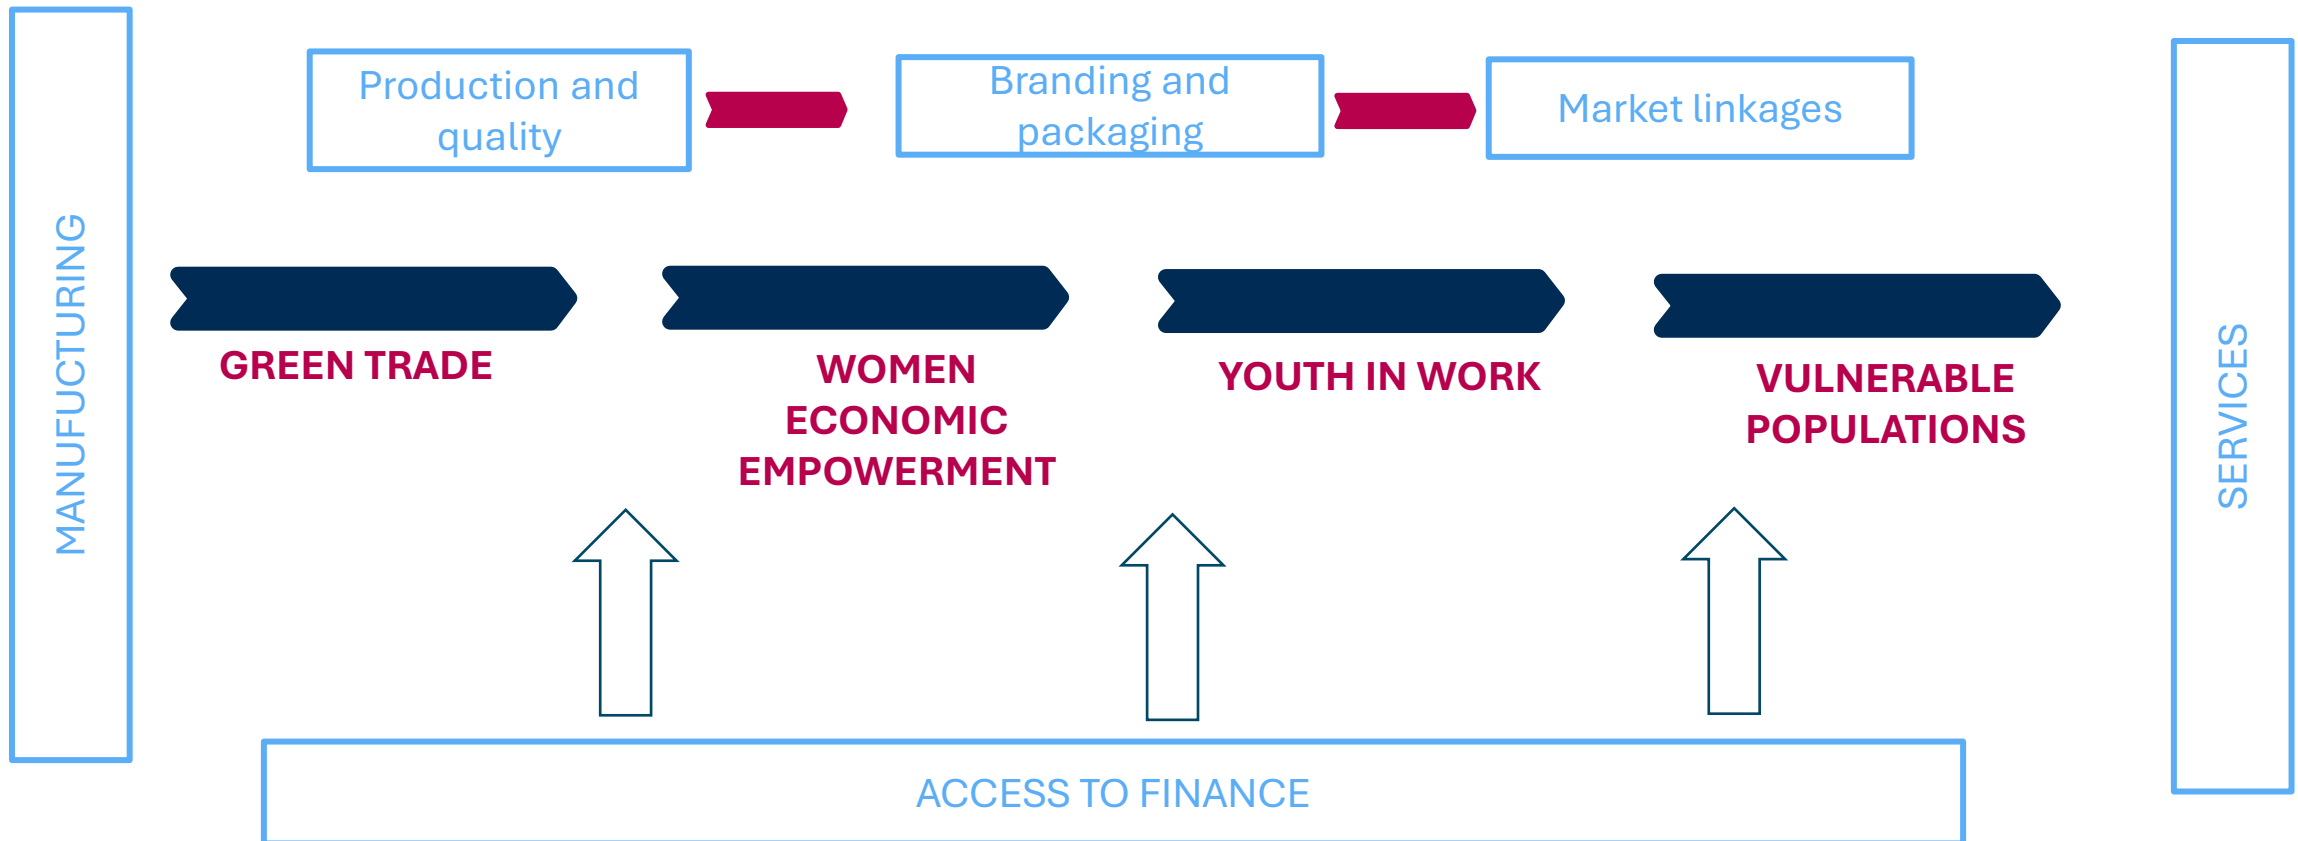 MANUFUCTURING
Production and
quality
Branding and
packaging
Market linkages
GREEN TRADE
WOMEN
ECONOMIC
EMPOWERMENT
YOUTH IN WORK
VULNERABLE
POPULATIONS
SERVICES
ACCESS TO FINANCE